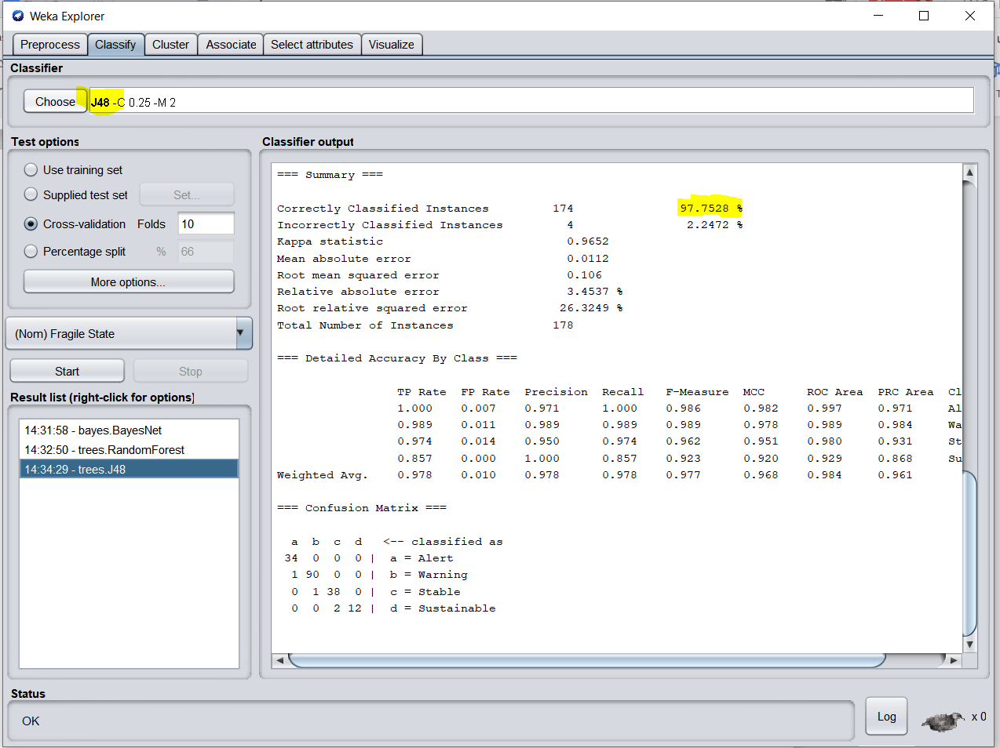 Weka Explorer
Preprocess Classify Cluster Associate Select attributes Visualize
Classifier
Choose J48 -C 0.25 -M 2
Test options
Use training set
Supplied test set Set...
Cross-validation Folds 10
Percentage split % 66
More options...
(Nom) Fragile State
Start Stop
Result list (right-click for options)
14:31:58 - bayes.BayesNet
14:32:50 - trees.RandomForest
14:34:29 - trees.J48
Classifier output
=== Summary ===
Correctly Classified Instances 174 97.7528 %
Incorrectly Classified Instances 4 2.2472 %
Kappa statistic 0.9652
Mean absolute error 0.0112
Root mean squared error 0.106
Relative absolute error 3.4537 %
Root relative squared error 26.3249 %
Total Number of Instances 178
=== Detailed Accuracy By Class ===
TP Rate FP Rate Precision Recall F-Measure MCC ROC Area PRC Area Cl
1.000 0.007 0.971 1.000 0.986 0.982 0.997 0.971 Al
0.989 0.011 0.989 0.989 0.989 0.978 0.989 0.984 Wa
0.974 0.014 0.950 0.974 0.962 0.951 0.980 0.931 St
0.857 0.000 1.000 0.857 0.923 0.920 0.929 0.868 Su
Weighted Avg. 0.978 0.010 0.978 0.978 0.977 0.968 0.984 0.961
=== Confusion Matrix ===
a b c d <-- classified as
34 0 0 0 | a = Alert
1 90 0 0 | b = Warning
0 1 38 0 | c = Stable
0 0 2 12 | d = Sustainable
Status
OK
Log
x 0